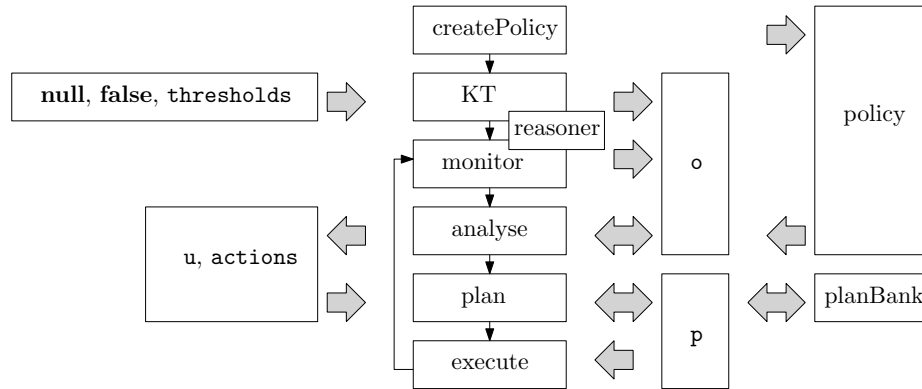 createPolicy
null, false, thresholds
KT
reasoner
policy
monitor
o
u, actions
analyse
plan
planBank
p
execute